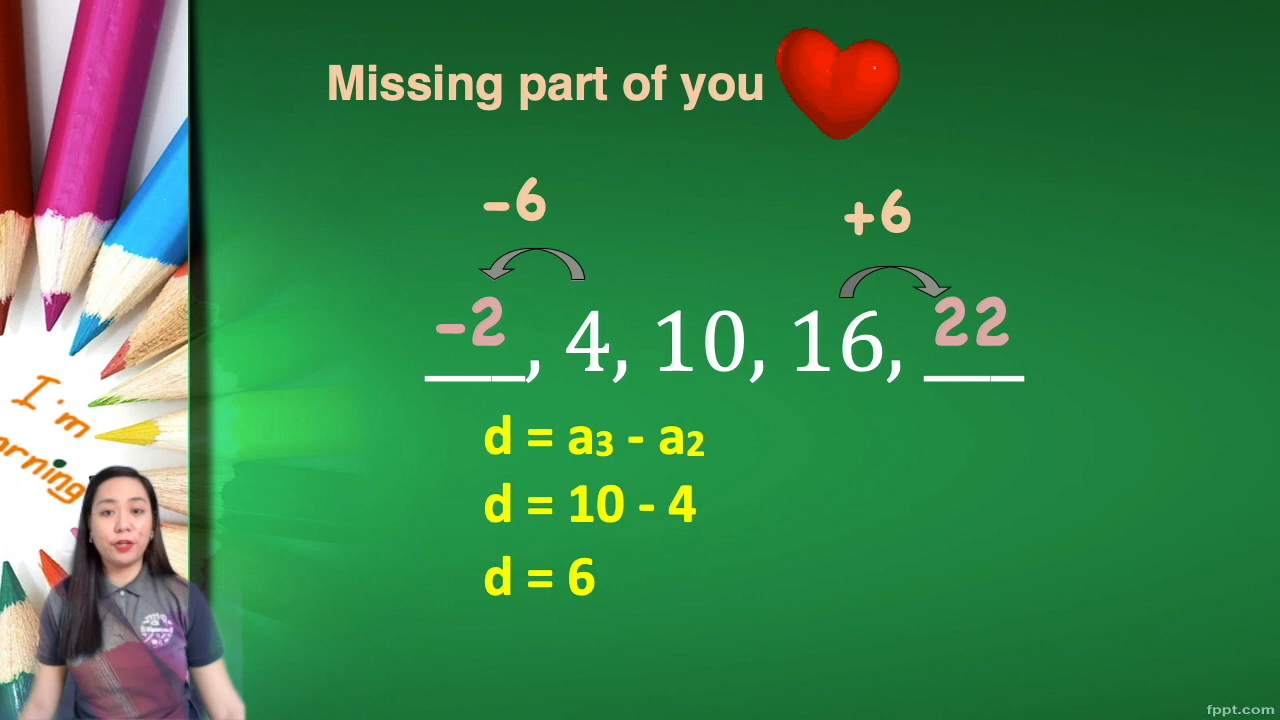 Missing part of you
-6 +6
-2, 4, 10, 16, 22
d = a₃ - a₂
d = 10 - 4
d = 6
I'm
rning
fppt.com